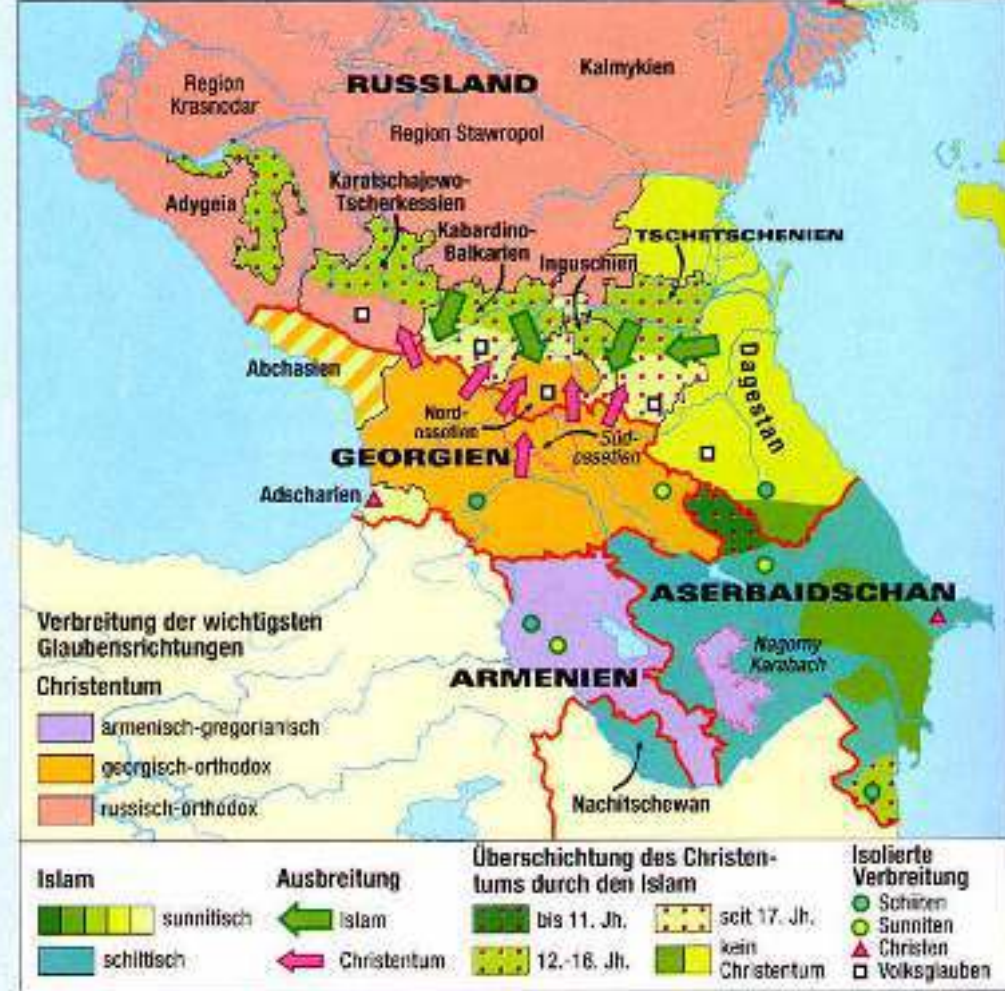 Region
Krasnodar
RUSSLAND
Kalmykien
Region Stawropol
Adygeia
Karatschajewo-
Tscherkessien
Kabardino-
Balkarien
Inguschien
TSCHETSCHENIEN
Dagestan
Abchasien
Nord-
ossetien
Süd-
ossetien
GEORGIEN
Adscharien
ASERBAIDSCHAN
Nagorny
Karabach
ARMENIEN
Nachitschewan
Verbreitung der wichtigsten
Glaubensrichtungen
Christentum
armenisch-gregorianisch
georgisch-orthodox
russisch-orthodox
Islam
sunnitisch
schiitisch
Ausbreitung
Islam
Christentum
Überschichtung des Christen-
tums durch den Islam
bis 11. Jh.
12.-16. Jh.
seit 17. Jh.
kein
Christentum
Isolierte
Verbreitung
Schiiten
Sunniten
Christen
Volksglauben